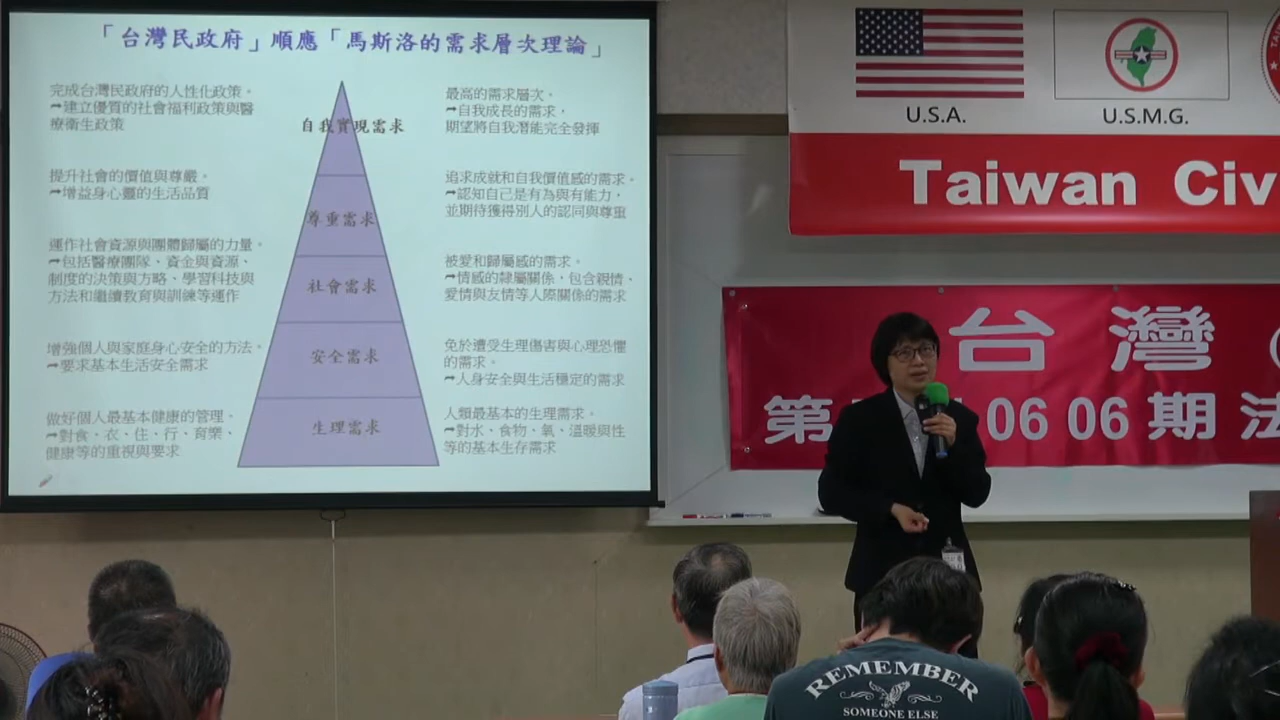 「台灣民政府」順應「馬斯洛的需求層次理論」
完成台灣民政府的人性化政策。
➡建立優質的社會福利政策與醫
療衛生政策
自我實現需求
最高的需求層次。
➡自我成長的需求,
期望將自我潛能完全發揮
提升社會的價值與尊嚴。
➡增益身心靈的生活品質
尊重需求
追求成就和自我價值感的需求。
➡認知自己是有為與有能力,
並期待獲得別人的認同與尊重
運作社會資源與團體歸屬的力量。
➡包括醫療團隊、資金與資源、
制度的決策與方略、學習科技與
方法和繼續教育與訓練等運作
社會需求
被愛和歸屬感的需求。
➡情感的隸屬關係,包含親情、
愛情與友情等人際關係的需求
增強個人與家庭身心安全的方法。
➡要求基本生活安全需求
安全需求
免於遭受生理傷害與心理恐懼
的需求。
➡人身安全與生活穩定的需求
做好個人最基本健康的管理。
➡對食、衣、住、行、育樂、
健康等的重視與要求
生理需求
人類最基本的生理需求。
➡對水、食物、氧、溫暖與性
等的基本生存需求
U.S.A.
U.S.M.G.
Taiwan Civ
台灣
第
06 06 期 法
REMEMBER
SOMEONE ELSE